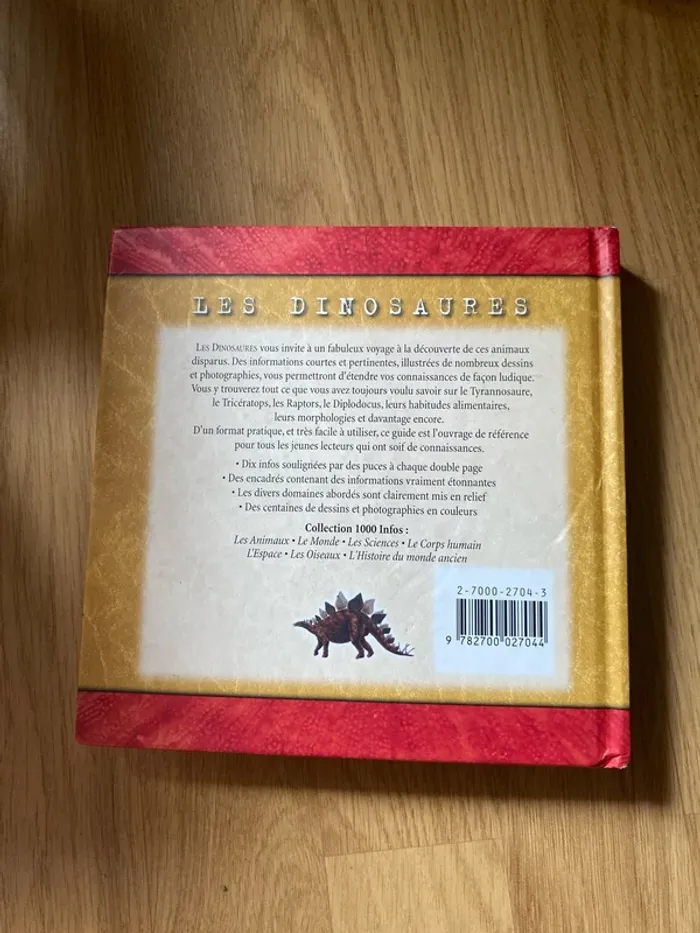 LES DINOSAURES
LES DINOSAURES vous invite à un fabuleux voyage à la découverte de ces animaux
disparus. Des informations courtes et pertinentes, illustrées de nombreux dessins
et photographies, vous permettront d'étendre vos connaissances de façon ludique.
Vous y trouverez tout ce que vous avez toujours voulu savoir sur le Tyrannosaure,
le Tricératops, les Raptors, le Diplodocus, leurs habitudes alimentaires,
leurs morphologies et davantage encore.
D'un format pratique, et très facile à utiliser, ce guide est l'ouvrage de référence
pour tous les jeunes lecteurs qui ont soif de connaissances.
• Dix infos soulignées par des puces à chaque double page
• Des encadrés contenant des informations vraiment étonnantes
• Les divers domaines abordés sont clairement mis en relief
• Des centaines de dessins et photographies en couleurs
Collection 1000 Infos :
Les Animaux • Le Monde • Les Sciences • Le Corps humain
L'Espace • Les Oiseaux • L'Histoire du monde ancien
2-7000-2704-3
9 782700 027044